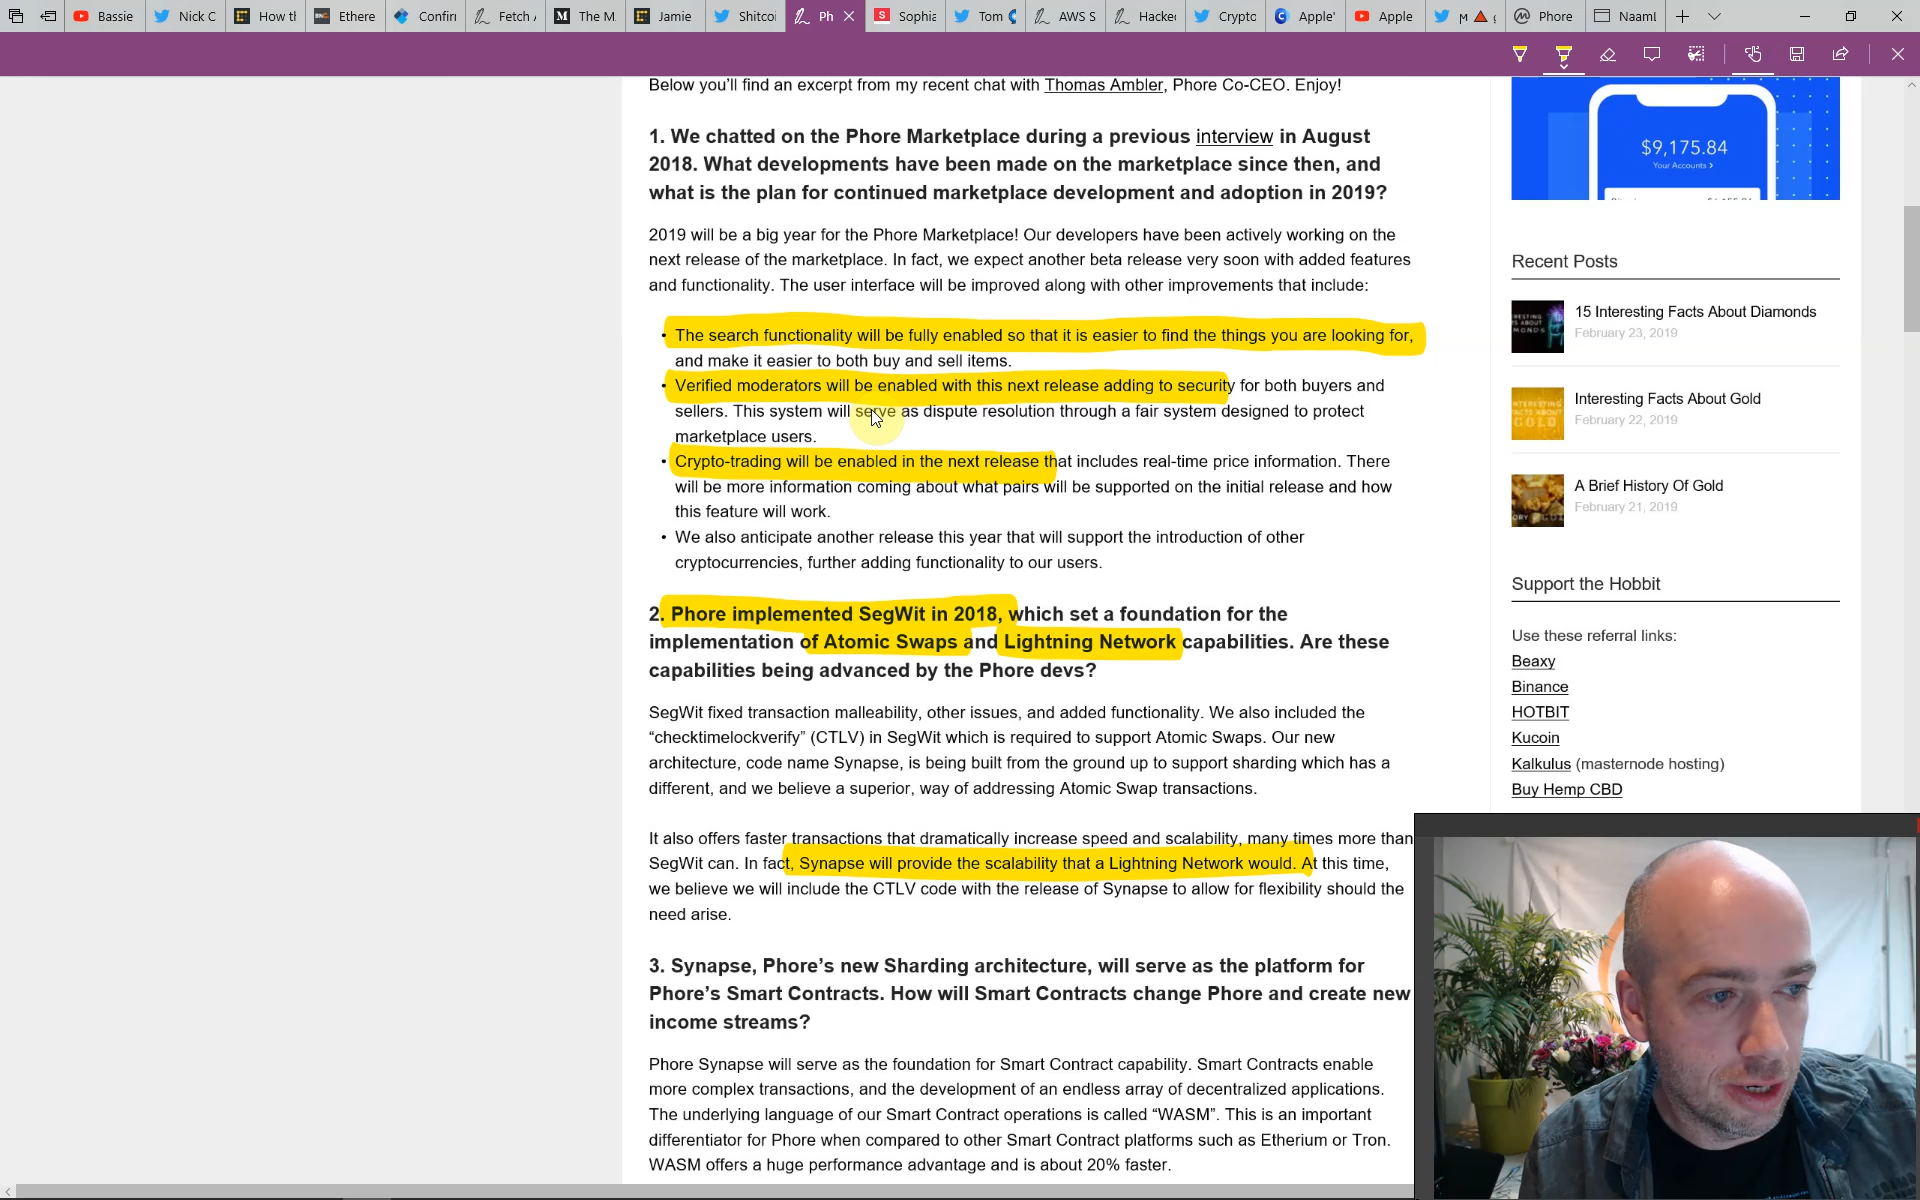 Bassie
Nick C
How th
Ethere
Confirm
Fetch
The M
Jamie
Shitcoi
Ph
Sophia
Tom
AWS S
Hacke
Crypto
Apple'
Apple
Phore
Naaml
Below you'll find an excerpt from my recent chat with Thomas Ambler, Phore Co-CEO. Enjoy!
1. We chatted on the Phore Marketplace during a previous interview in August
2018. What developments have been made on the marketplace since then, and
what is the plan for continued marketplace development and adoption in 2019?
2019 will be a big year for the Phore Marketplace! Our developers have been actively working on the
next release of the marketplace. In fact, we expect another beta release very soon with added features
and functionality. The user interface will be improved along with other improvements that include:
• The search functionality will be fully enabled so that it is easier to find the things you are looking for,
and make it easier to both buy and sell items.
• Verified moderators will be enabled with this next release adding to security for both buyers and
sellers. This system will serve as dispute resolution through a fair system designed to protect
marketplace users.
• Crypto-trading will be enabled in the next release that includes real-time price information. There
will be more information coming about what pairs will be supported on the initial release and how
this feature will work.
• We also anticipate another release this year that will support the introduction of other
cryptocurrencies, further adding functionality to our users.
2. Phore implemented SegWit in 2018, which set a foundation for the
implementation of Atomic Swaps and Lightning Network capabilities. Are these
capabilities being advanced by the Phore devs?
SegWit fixed transaction malleability, other issues, and added functionality. We also included the
“checktimelockverify” (CTLV) in SegWit which is required to support Atomic Swaps. Our new
architecture, code name Synapse, is being built from the ground up to support sharding which has a
different, and we believe a superior, way of addressing Atomic Swap transactions.
It also offers faster transactions that dramatically increase speed and scalability, many times more than
SegWit can. In fact, Synapse will provide the scalability that a Lightning Network would. At this time,
we believe we will include the CTLV code with the release of Synapse to allow for flexibility should the
need arise.
3. Synapse, Phore’s new Sharding architecture, will serve as the platform for
Phore’s Smart Contracts. How will Smart Contracts change Phore and create new
income streams?
Phore Synapse will serve as the foundation for Smart Contract capability. Smart Contracts enable
more complex transactions, and the development of an endless array of decentralized applications.
The underlying language of our Smart Contract operations is called “WASM”. This is an important
differentiator for Phore when compared to other Smart Contract platforms such as Etherium or Tron.
WASM offers a huge performance advantage and is about 20% faster.
$9,175.84
Your Accounts >
Recent Posts
15 Interesting Facts About Diamonds
February 23, 2019
Interesting Facts About Gold
February 22, 2019
A Brief History Of Gold
February 21, 2019
Support the Hobbit
Use these referral links:
Beaxy
Binance
HOTBIT
Kucoin
Kalkulus (masternode hosting)
Buy Hemp CBD